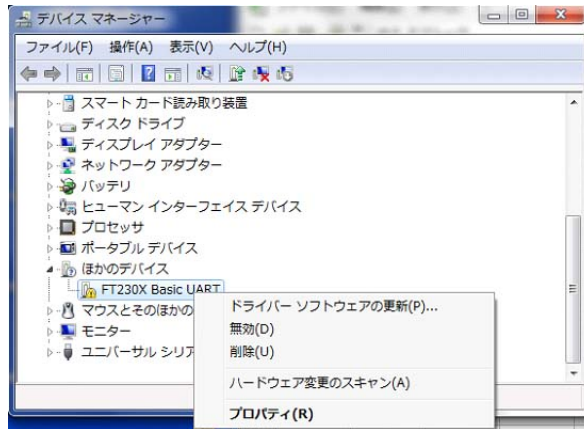 デバイス マネージャー
ファイル(F) 操作(A) 表示(V) ヘルプ(H)
スマート カード読み取り装置
ディスク ドライブ
ディスプレイ アダプター
ネットワーク アダプター
バッテリ
ヒューマン インターフェイス デバイス
プロセッサ
ポータブル デバイス
ほかのデバイス
FT230X Basic UART
マウスとそのほかの
モニター
ユニバーサル シリア
ドライバー ソフトウェアの更新(P)...
無効(D)
削除(U)
ハードウェア変更のスキャン(A)
プロパティ(R)